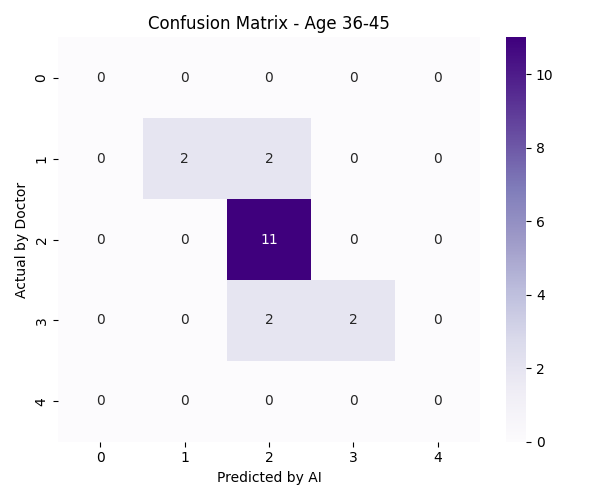 Confusion Matrix - Age 36-45
Actual by Doctor
0 0 0 0 0 0
1 0 2 2 0 0
2 0 0 11 0 0
3 0 0 2 2 0
4 0 0 0 0 0
0 1 2 3 4
Predicted by AI
10
8
6
4
2
0